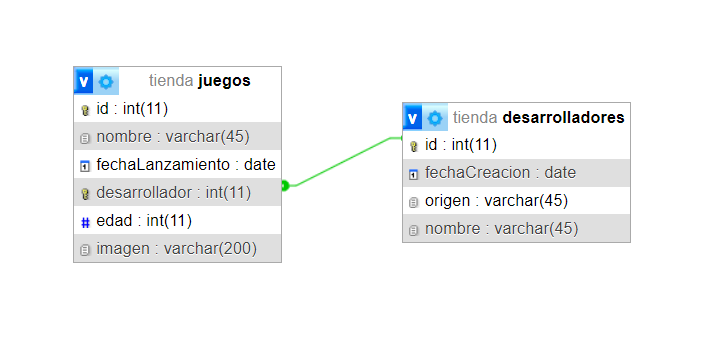 v tienda juegos
id : int(11)
nombre : varchar(45)
fechaLanzamiento : date
desarrollador : int(11)
# edad : int(11)
imagen : varchar(200)
v tienda desarrolladores
id : int(11)
fechaCreacion : date
origen : varchar(45)
nombre : varchar(45)